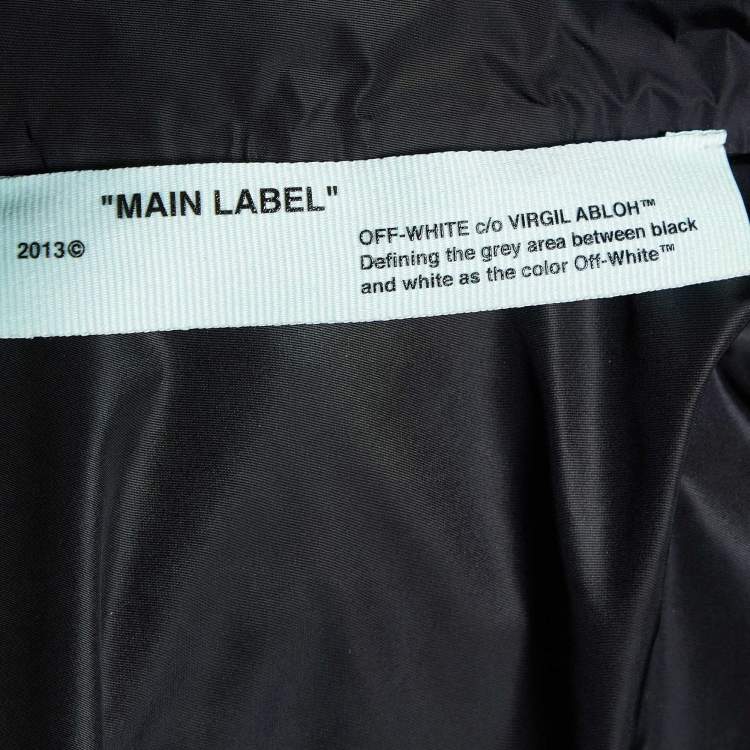 "MAIN LABEL"
2013©
OFF-WHITE c/o VIRGIL ABLOH™
Defining the grey area between black
and white as the color Off-White™